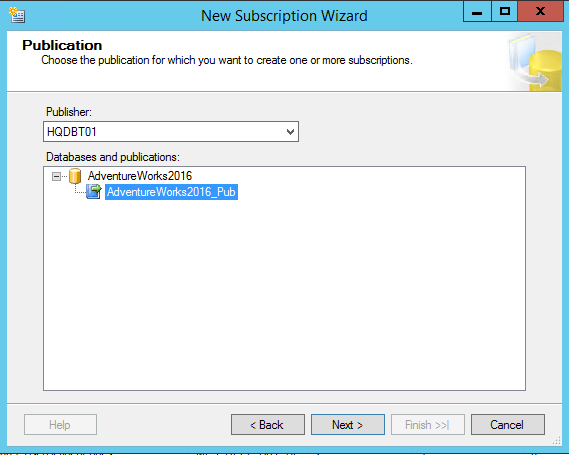 New Subscription Wizard
Publication
Choose the publication for which you want to create one or more subscriptions.
Publisher:
HQDBT01
Databases and publications:
AdventureWorks2016
AdventureWorks2016_Pub
Help
< Back
Next >
Finish >>|
Cancel